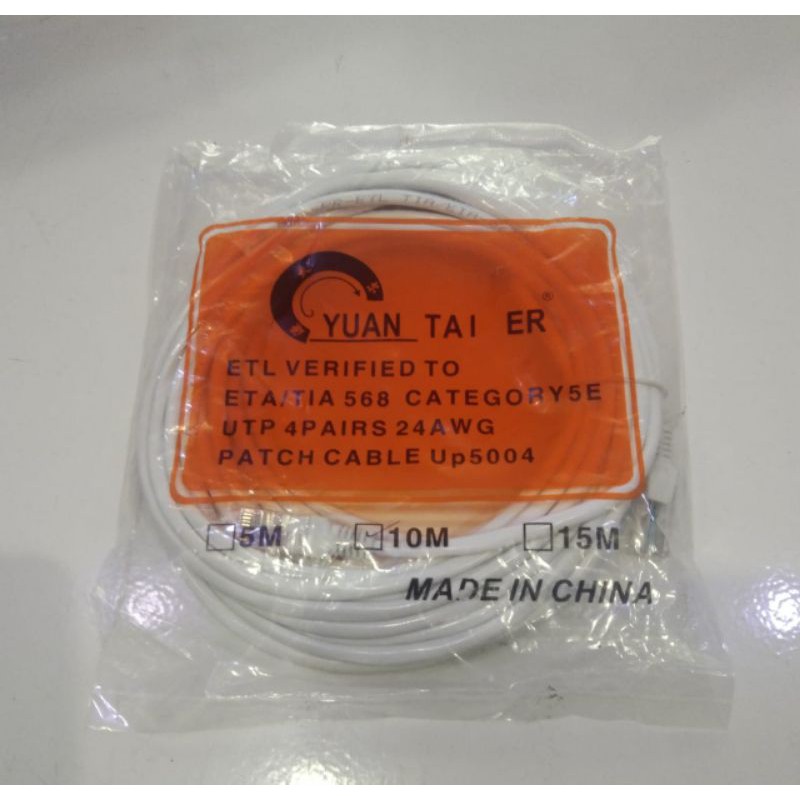 YUAN TAI ER®
ETL VERIFIED TO
ETA/TIA 568 CATEGORY5E
UTP 4PAIRS 24AWG
PATCH CABLE Up5004
5M 10M 15M
MADE IN CHINA